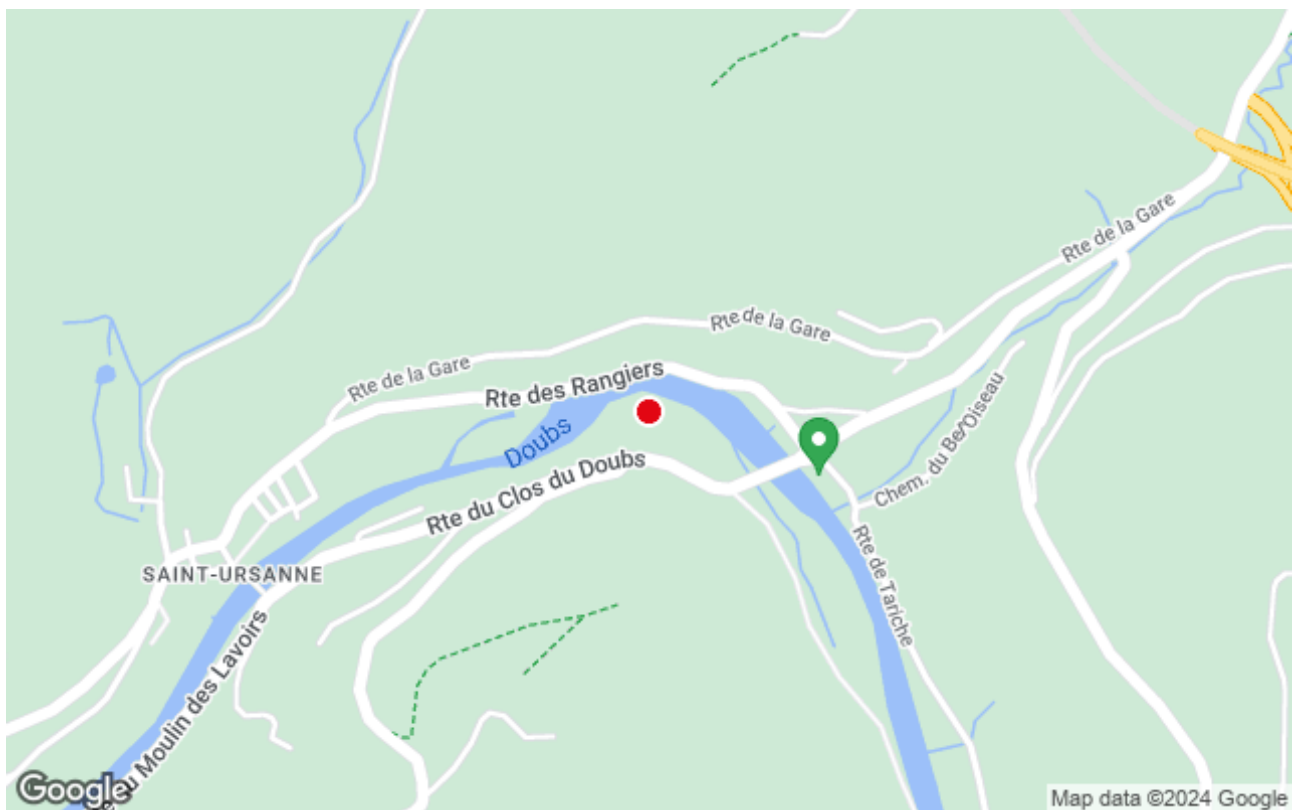 Rte de la Gare
Rte de la Gare
Rte de la Gare
Rte des Rangiers
Doubs
Chem. du Bel Oiseau
Rte du Clos du Doubs
Rte de Tariche
SAINT-URSANNE
u Moulin des Lavoirs
Google
Map data ©2024 Google